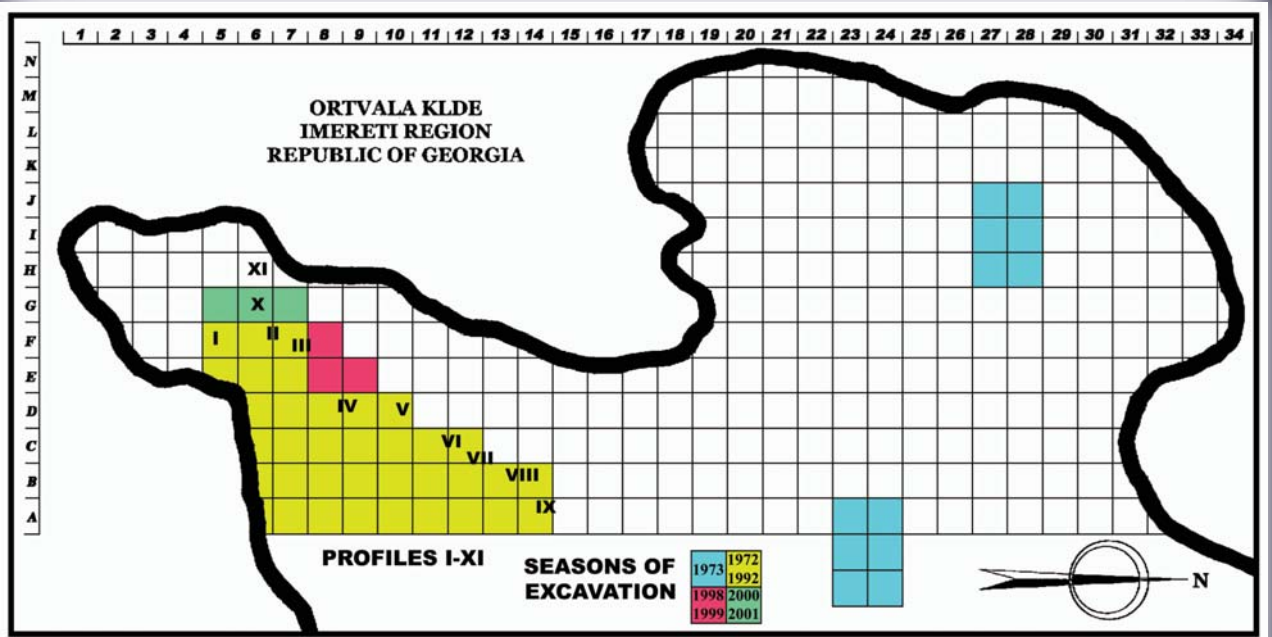 1 2 3 4 5 6 7 8 9 10 11 12 13 14 15 16 17 18 19 20 21 22 23 24 25 26 27 28 29 30 31 32 33 34
N
M
L
K
J
I
H
G
F
E
D
C
B
A
ORTVALA KLDE
IMERETI REGION
REPUBLIC OF GEORGIA
XI
X
I II III
IV V
VI
VII
VIII
IX
PROFILES I-XI
SEASONS OF
EXCAVATION
1973
1972
1992
1998
1999
2000
2001
N